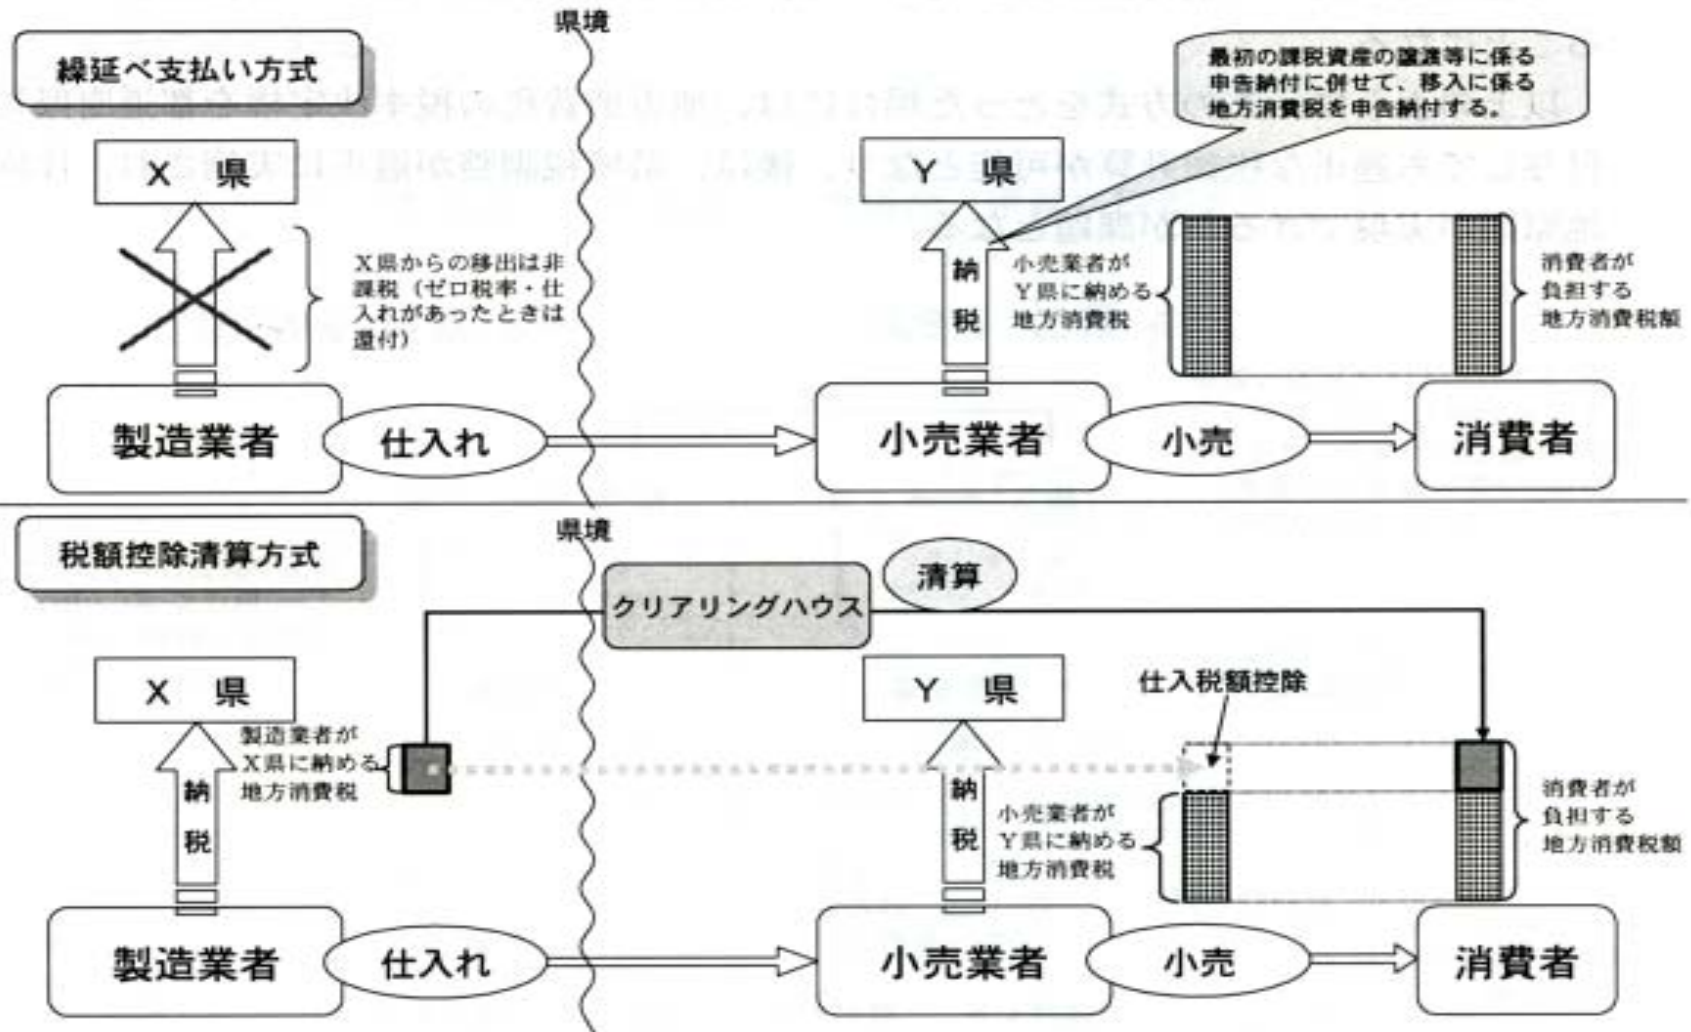 県境
繰延べ支払い方式
最初の課税資産の譲渡等に係る
申告納付に併せて、移入に係る
地方消費税を申告納付する。
X 県
Y 県
X県からの移出は非
課税（ゼロ税率・仕
入れがあったときは
還付）
納
税
小売業者が
Y県に納める
地方消費税
消費者が
負担する
地方消費税額
製造業者
仕入れ
小売業者
小売
消費者
税額控除清算方式
県境
クリアリングハウス
清算
X 県
Y 県
仕入税額控除
製造業者が
X県に納める
地方消費税
納
税
納
税
小売業者が
Y県に納める
地方消費税
消費者が
負担する
地方消費税額
製造業者
仕入れ
小売業者
小売
消費者